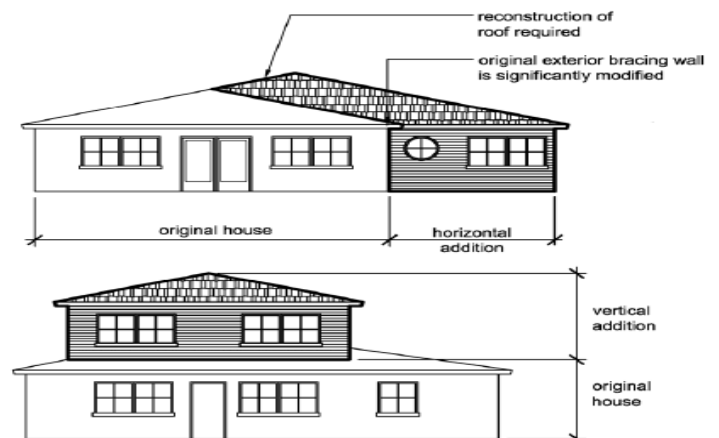 reconstruction of
roof required
original exterior bracing wall
is significantly modified
original house
horizontal
addition
vertical
addition
original
house